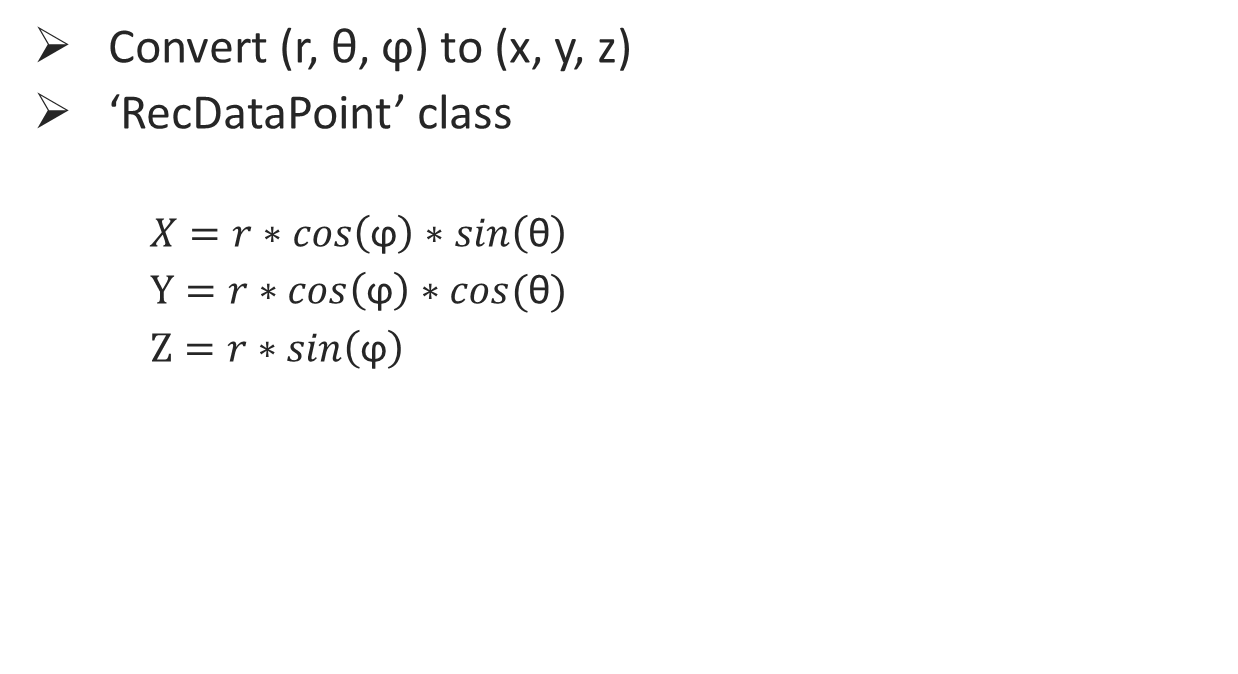 ➢ Convert (r, θ, φ) to (x, y, z)
➢ ‘RecDataPoint’ class
X = r ∗ cos(φ) ∗ sin(θ)
Y = r ∗ cos(φ) ∗ cos(θ)
Z = r ∗ sin(φ)